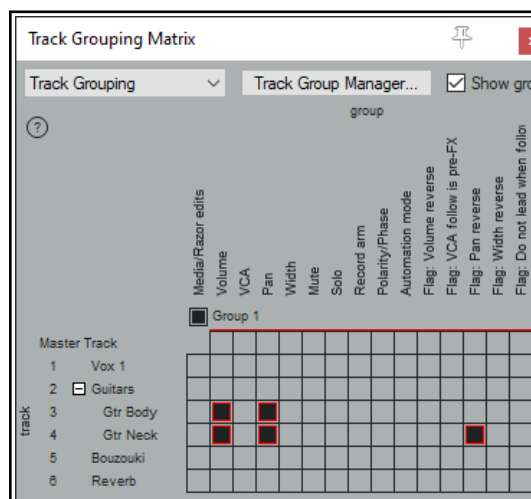 Track Grouping Matrix
Track Grouping
Track Group Manager...
Show gro
group
?
Media/Razor edits
Volume
VCA
Pan
Width
Mute
Solo
Record arm
Polarity/Phase
Automation mode
Flag: Volume reverse
Flag: VCA follow is pre-FX
Flag: Pan reverse
Flag: Width reverse
Flag: Do not lead when follow
Group 1
Master Track
track
1 Vox 1
2 Guitars
3 Gtr Body
4 Gtr Neck
5 Bouzouki
6 Reverb